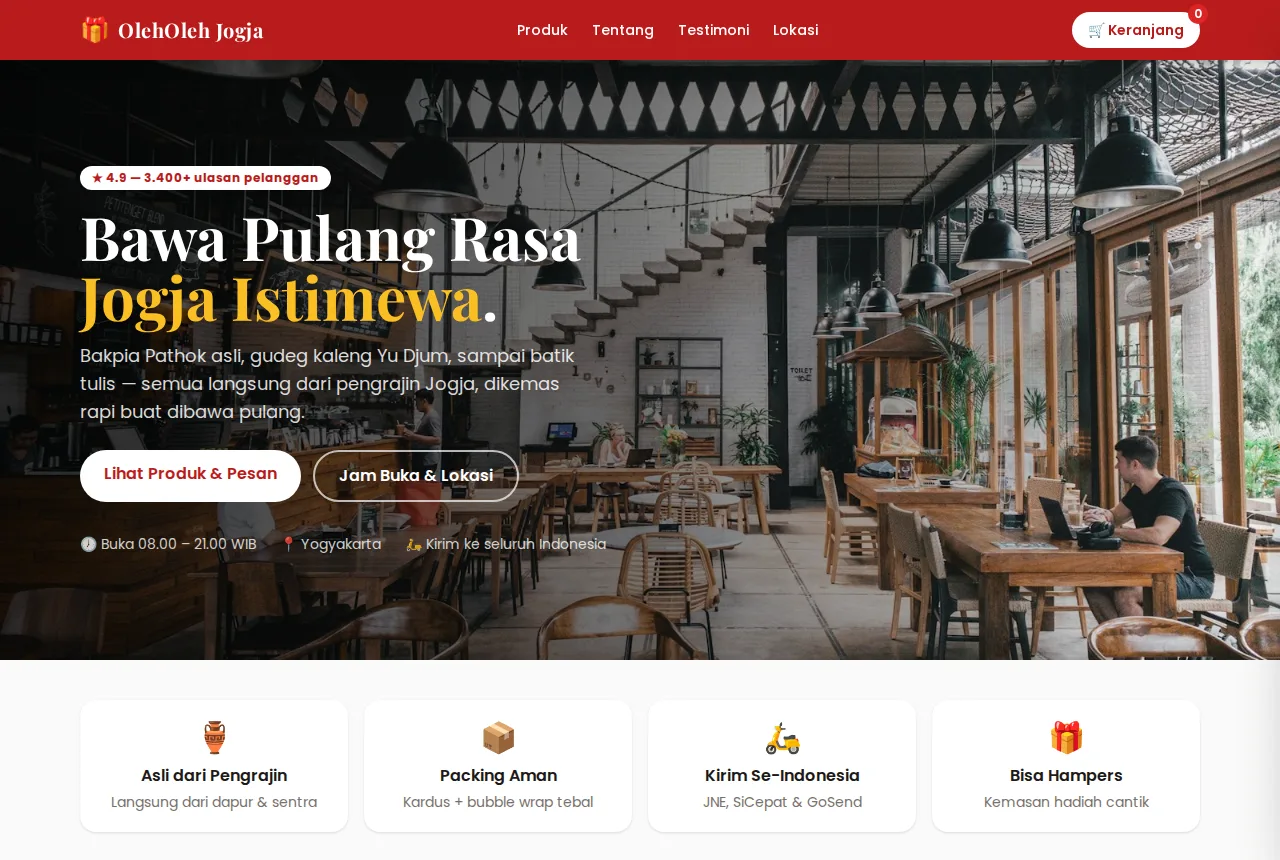 OlehOleh Jogja
Produk
Tentang
Testimoni
Lokasi
Keranjang
0
★ 4.9 — 3.400+ ulasan pelanggan
Bawa Pulang Rasa
Jogja Istimewa.
Bakpia Pathok asli, gudeg kaleng Yu Djum, sampai batik
tulis — semua langsung dari pengrajin Jogja, dikemas
rapi buat dibawa pulang.
Lihat Produk & Pesan
Jam Buka & Lokasi
Buka 08.00 – 21.00 WIB
Yogyakarta
Kirim ke seluruh Indonesia
love
TOILET
Asli dari Pengrajin
Langsung dari dapur & sentra
Packing Aman
Kardus + bubble wrap tebal
Kirim Se-Indonesia
JNE, SiCepat & GoSend
Bisa Hampers
Kemasan hadiah cantik